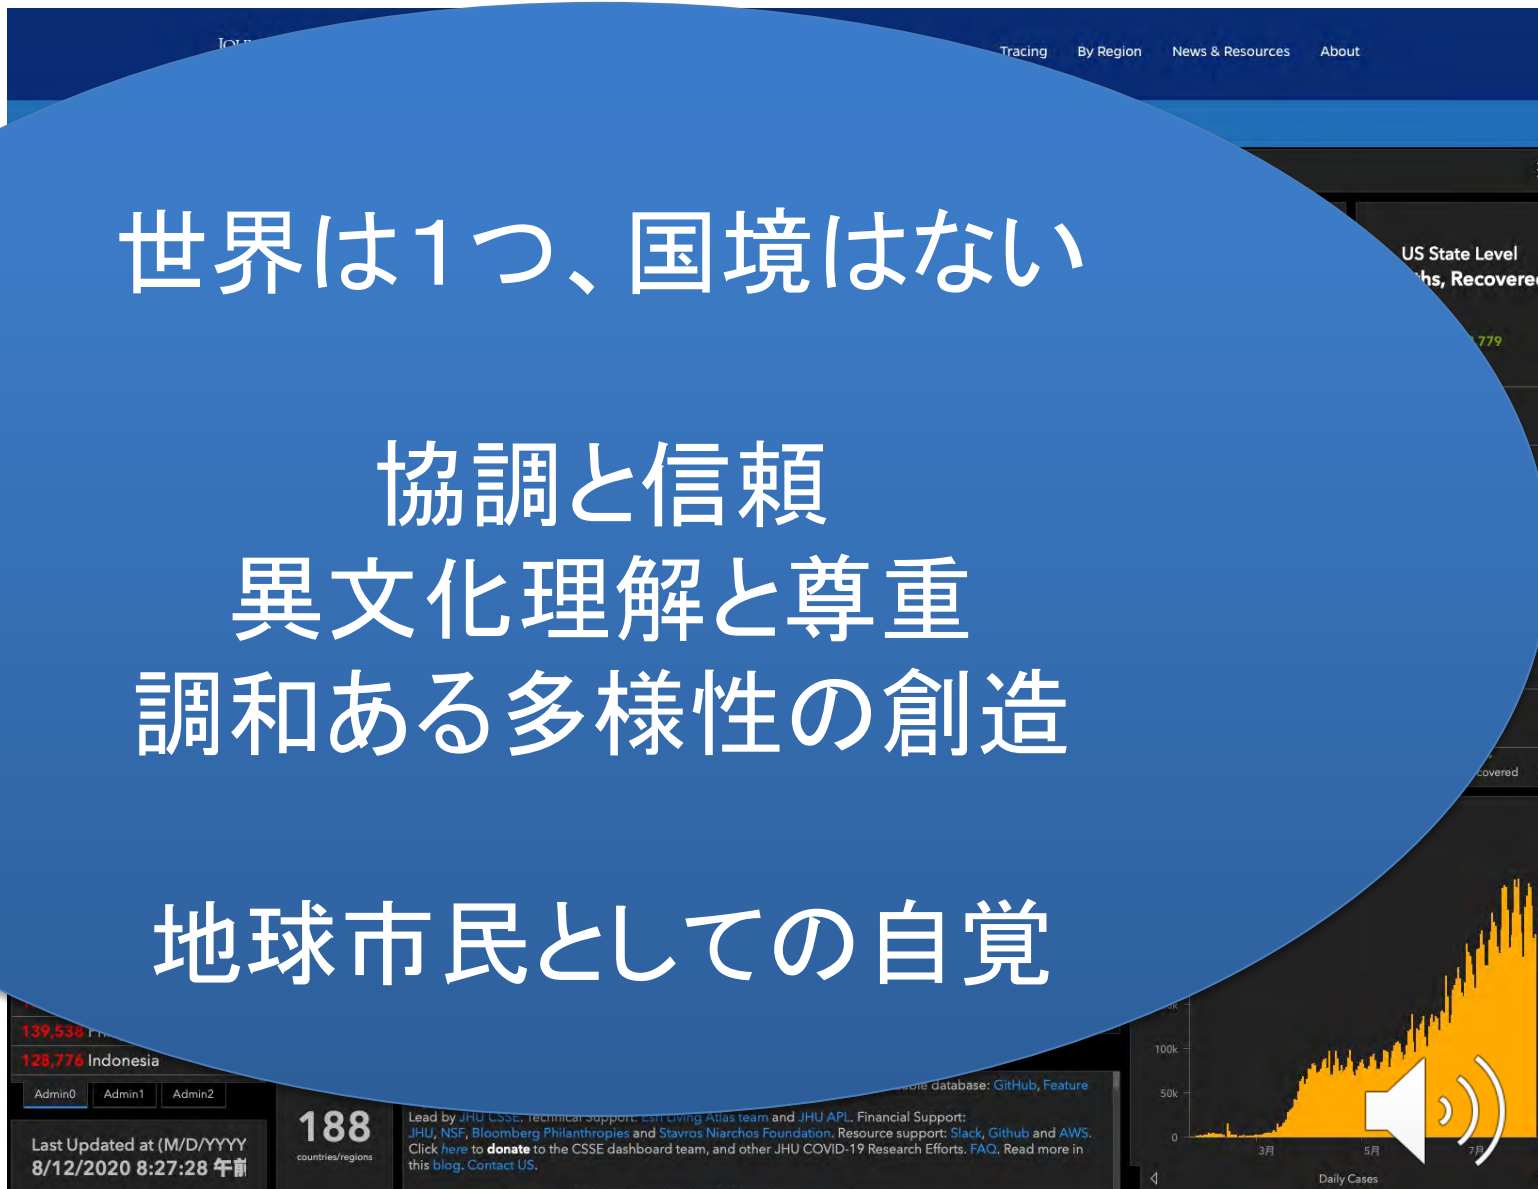 Tracing By Region News & Resources About
世界は1つ、国境はない
US State Level
Recovered
協調と信頼
異文化理解と尊重
調和ある多様性の創造
地球市民としての自覚
139,538
128,776 Indonesia
Admin0 Admin1 Admin2
Last Updated at (M/D/YYYY
8/12/2020 8:27:28 午前
188
countries/regions
database: GitHub, Feature
Lead by JHU CSSE. Technical Support: Esri Living Atlas team and JHU APL. Financial Support:
JHU, NSF, Bloomberg Philanthropies and Stavros Niarchos Foundation. Resource support: Slack, Github and AWS.
Click here to donate to the CSSE dashboard team, and other JHU COVID-19 Research Efforts. FAQ. Read more in
this blog. Contact US.
100k
50k
0
3月 5月 7月
Daily Cases